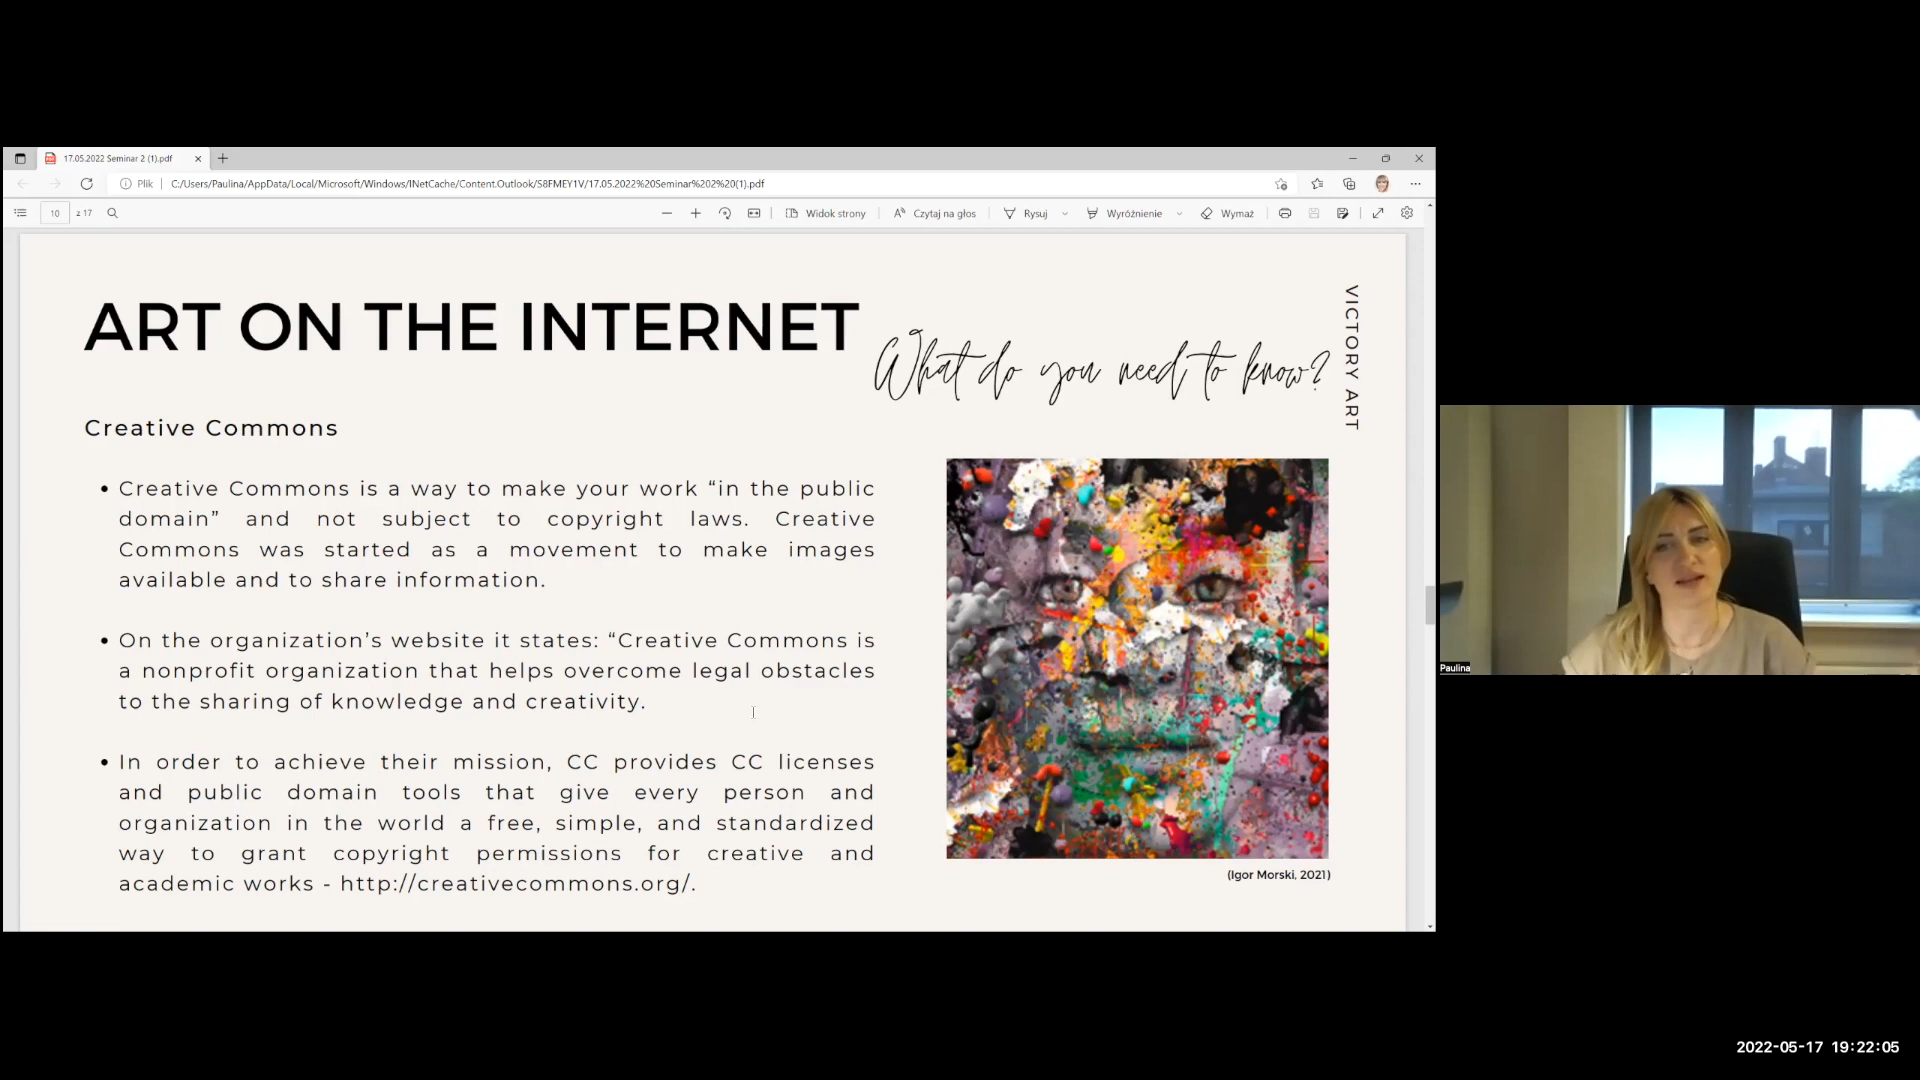 17.05.2022 Seminar 2 (1).pdf
Plik C:/Users/Paulina/AppData/Local/Microsoft/Windows/INetCache/Content.Outlook/S8FMEY1V/17.05.2022%20Seminar%202%20(1).pdf
10 z 17 Widok strony Czytaj na głos Rysuj Wyróżnienie Wymaż
ART ON THE INTERNET
What do you need to know?
VICTORY ART
Creative Commons
• Creative Commons is a way to make your work “in the public
domain” and not subject to copyright laws. Creative
Commons was started as a movement to make images
available and to share information.
• On the organization’s website it states: “Creative Commons is
a nonprofit organization that helps overcome legal obstacles
to the sharing of knowledge and creativity.
• In order to achieve their mission, CC provides CC licenses
and public domain tools that give every person and
organization in the world a free, simple, and standardized
way to grant copyright permissions for creative and
academic works - http://creativecommons.org/.
(Igor Morski, 2021)
Paulina
2022-05-17 19:22:05